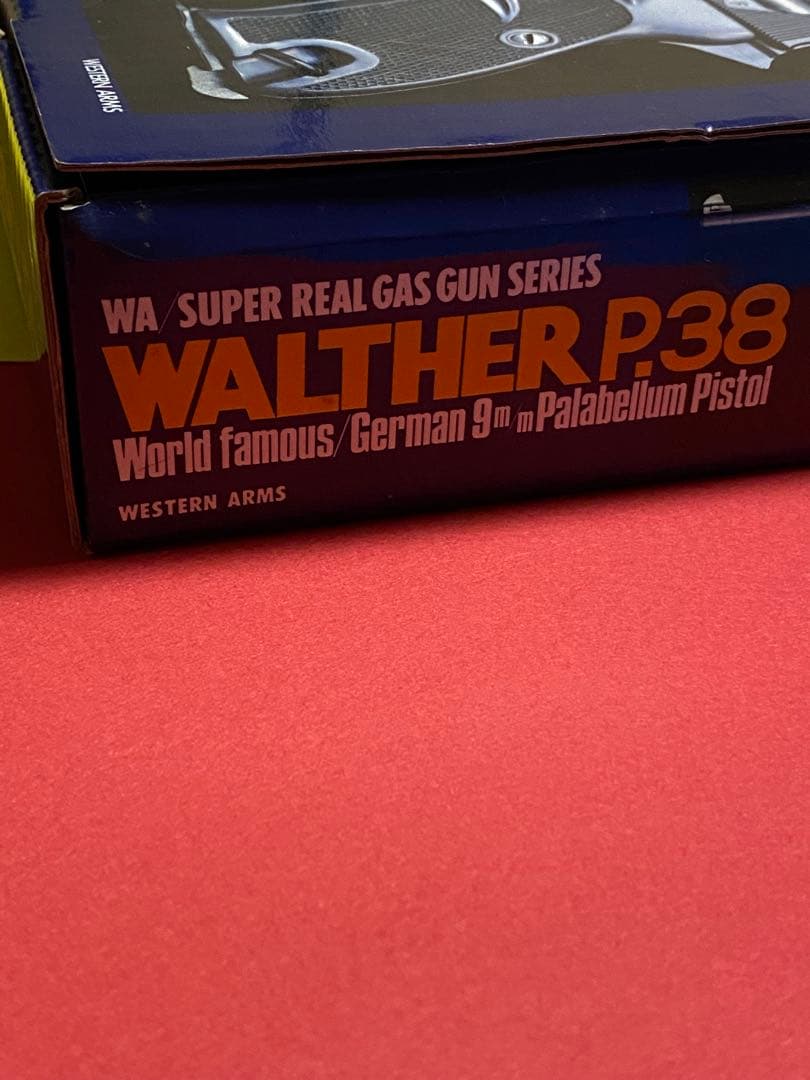 WESTERN ARMS
WA/SUPER REAL GAS GUN SERIES
WALTHER P.38
World famous/German 9m/m Palabellum Pistol
WESTERN ARMS